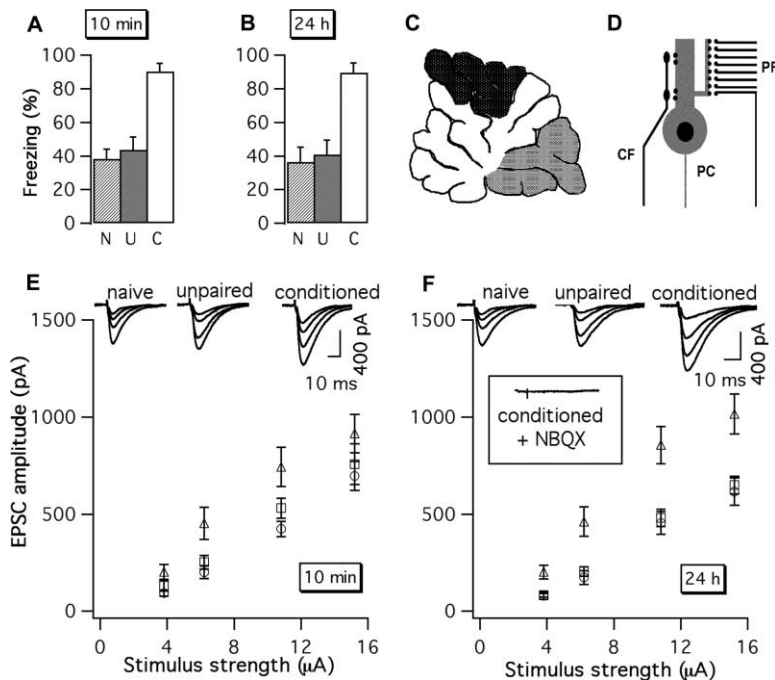 A
10 min
B
24 h
C
D
Freezing (%)
100
80
60
40
20
0
N U C
100
80
60
40
20
0
N U C
CF
PC
PF
E
naive
unpaired
conditioned
400 pA
10 ms
EPSC amplitude (pA)
1500
1000
500
0
10 min
0 4 8 12 16
Stimulus strength (µA)
F
naive
unpaired
conditioned
400 pA
10 ms
1500
1000
500
0
conditioned
+ NBQX
24 h
0 4 8 12 16
Stimulus strength (µA)